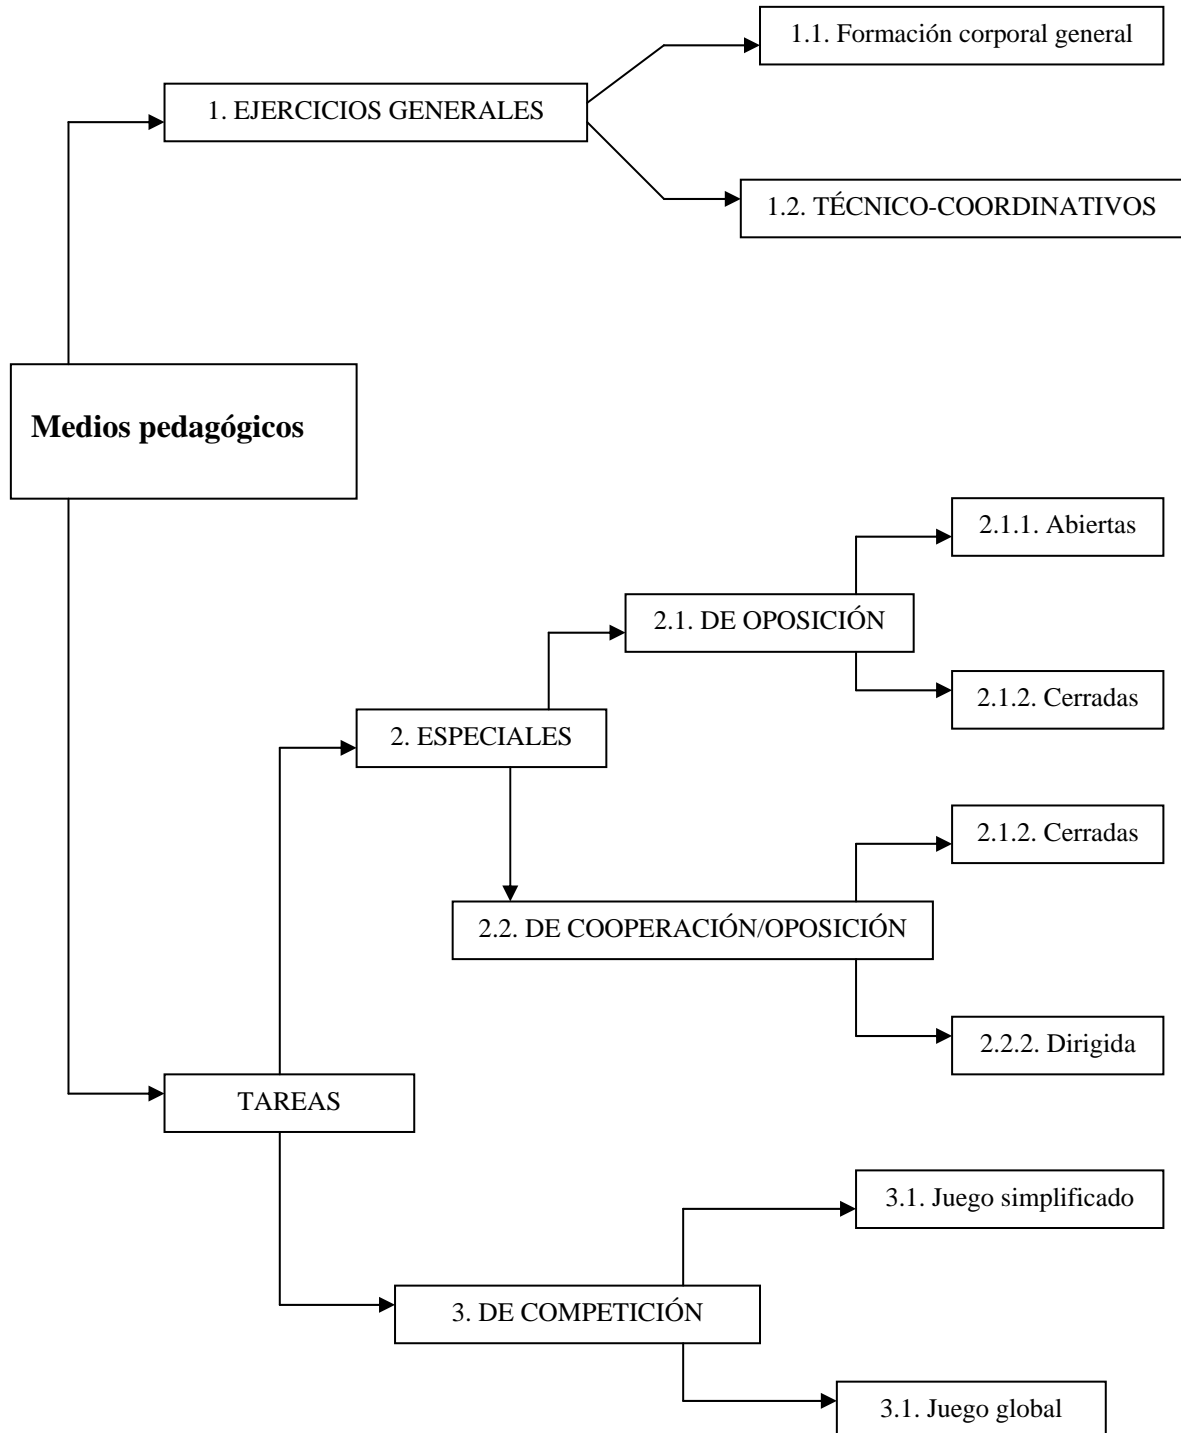 1.1. Formación corporal general
1. EJERCICIOS GENERALES
1.2. TÉCNICO-COORDINATIVOS
Medios pedagógicos
2.1.1. Abiertas
2.1. DE OPOSICIÓN
2.1.2. Cerradas
2. ESPECIALES
2.1.2. Cerradas
2.2. DE COOPERACIÓN/OPOSICIÓN
2.2.2. Dirigida
TAREAS
3.1. Juego simplificado
3. DE COMPETICIÓN
3.1. Juego global